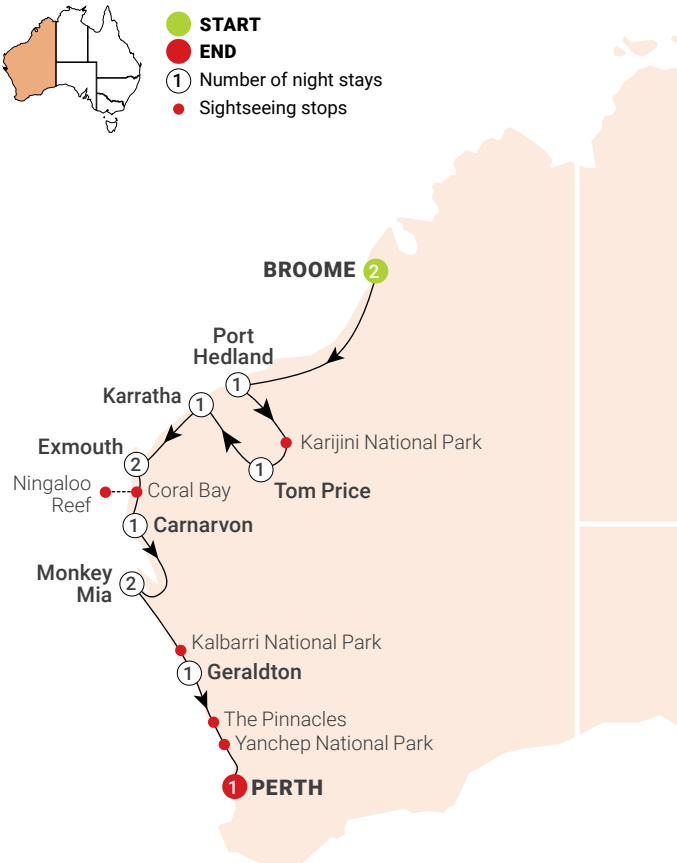 START
END
1 Number of night stays
Sightseeing stops
BROOME 2
Port
Hedland
1
Karratha 1
Karijini National Park
Exmouth
2
1
Tom Price
Ningaloo
Reef
Coral Bay
1 Carnarvon
Monkey
Mia
2
Kalbarri National Park
1 Geraldton
The Pinnacles
Yanchep National Park
1 PERTH